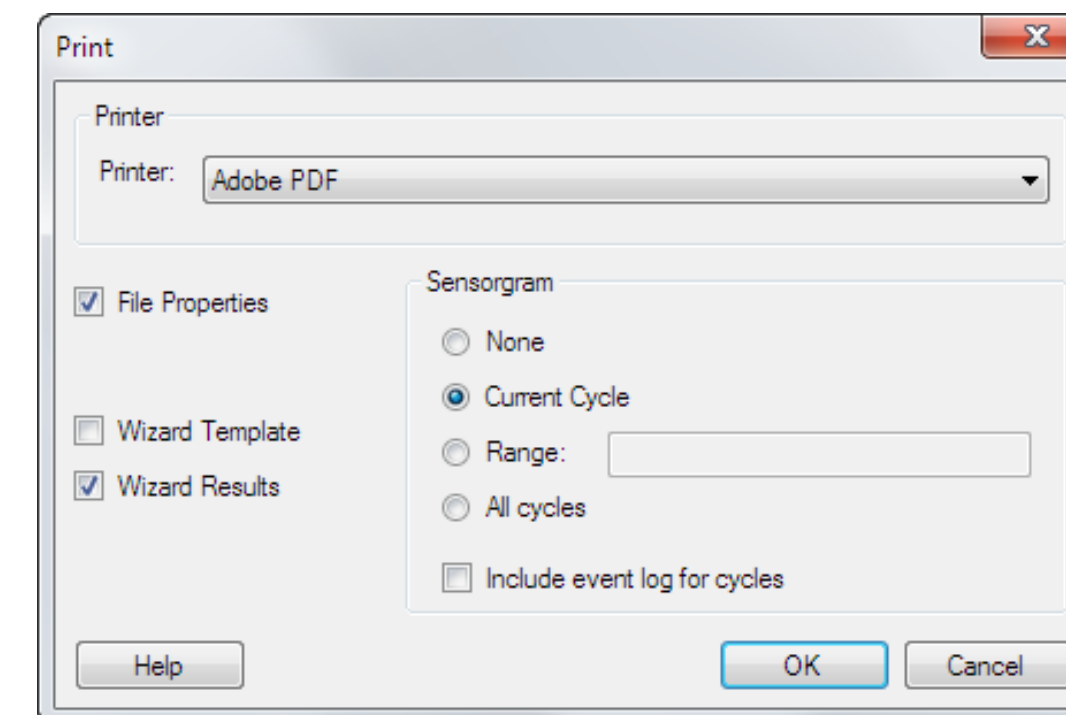 Print
Printer
Printer: Adobe PDF
File Properties
Wizard Template
Wizard Results
Sensorgram
None
Current Cycle
Range:
All cycles
Include event log for cycles
Help
OK
Cancel